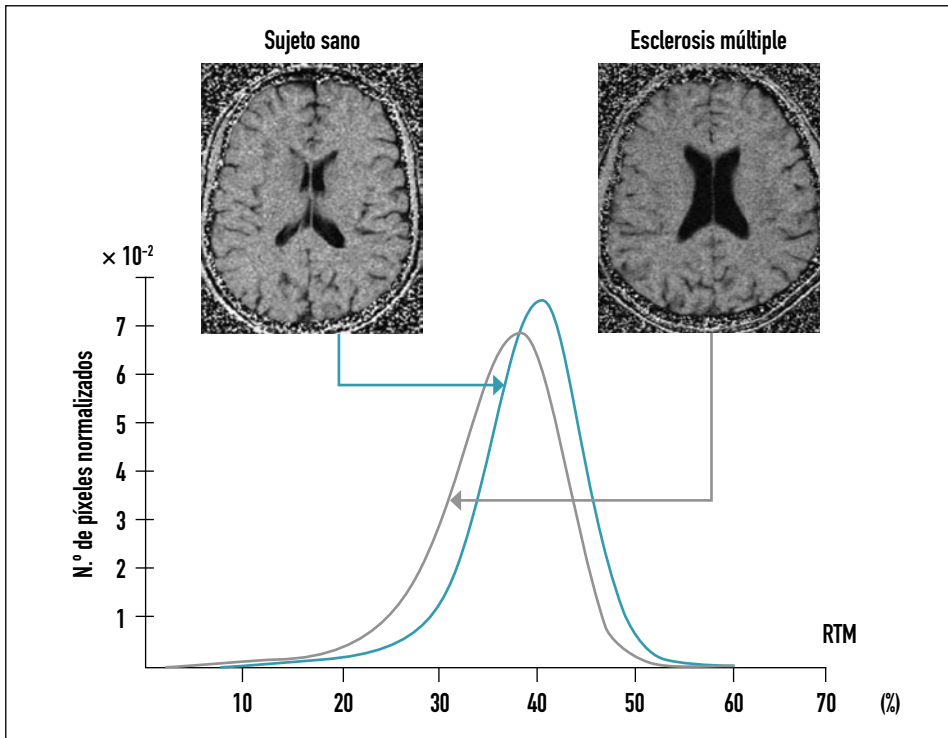 Sujeto sano
Esclerosis múltiple
× 10⁻²
7
6
5
4
3
2
1
N.º de píxeles normalizados
RTM
10 20 30 40 50 60 70 (%)